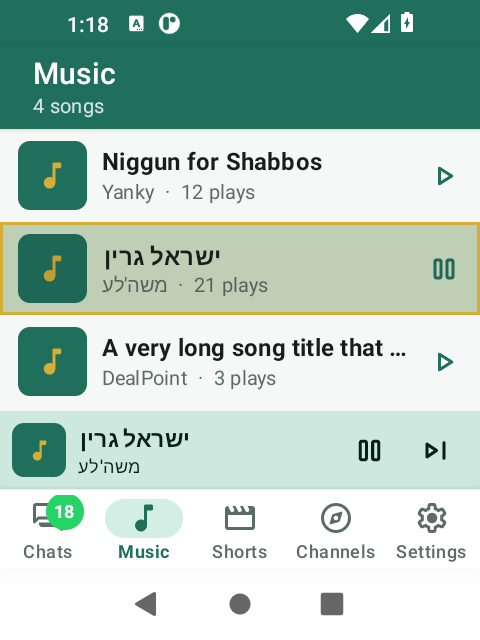 1:18
A
Music
4 songs
Niggun for Shabbos
Yanky · 12 plays
ישראל גרין
משה'לע · 21 plays
A very long song title that ...
DealPoint · 3 plays
ישראל גרין
משה'לע
18
Chats
Music
Shorts
Channels
Settings